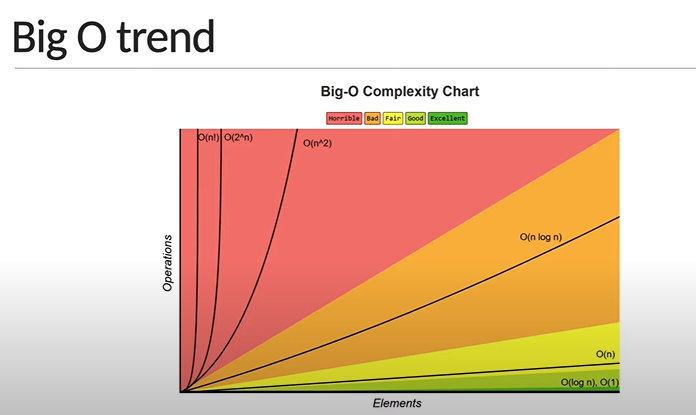 Big O trend
Big-O Complexity Chart
Horrible Bad Fair Good Excellent
O(n!) O(2^n)
O(n^2)
O(n log n)
O(n)
O(log n), O(1)
Operations
Elements